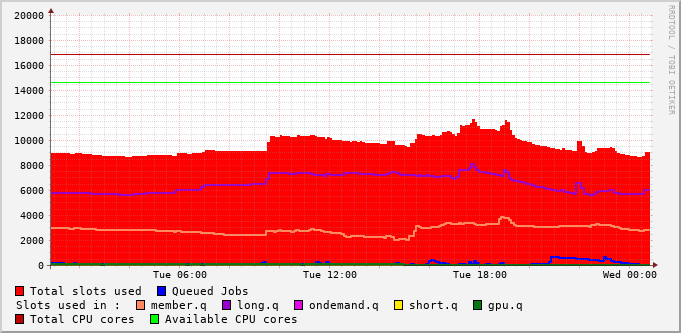 20000
18000
16000
14000
12000
10000
8000
6000
4000
2000
0
Tue 06:00 Tue 12:00 Tue 18:00 Wed 00:00
RRDTOOL / TOBI OETIKER
Total slots used Queued Jobs
Slots used in : member.q long.q ondemand.q short.q gpu.q
Total CPU cores Available CPU cores